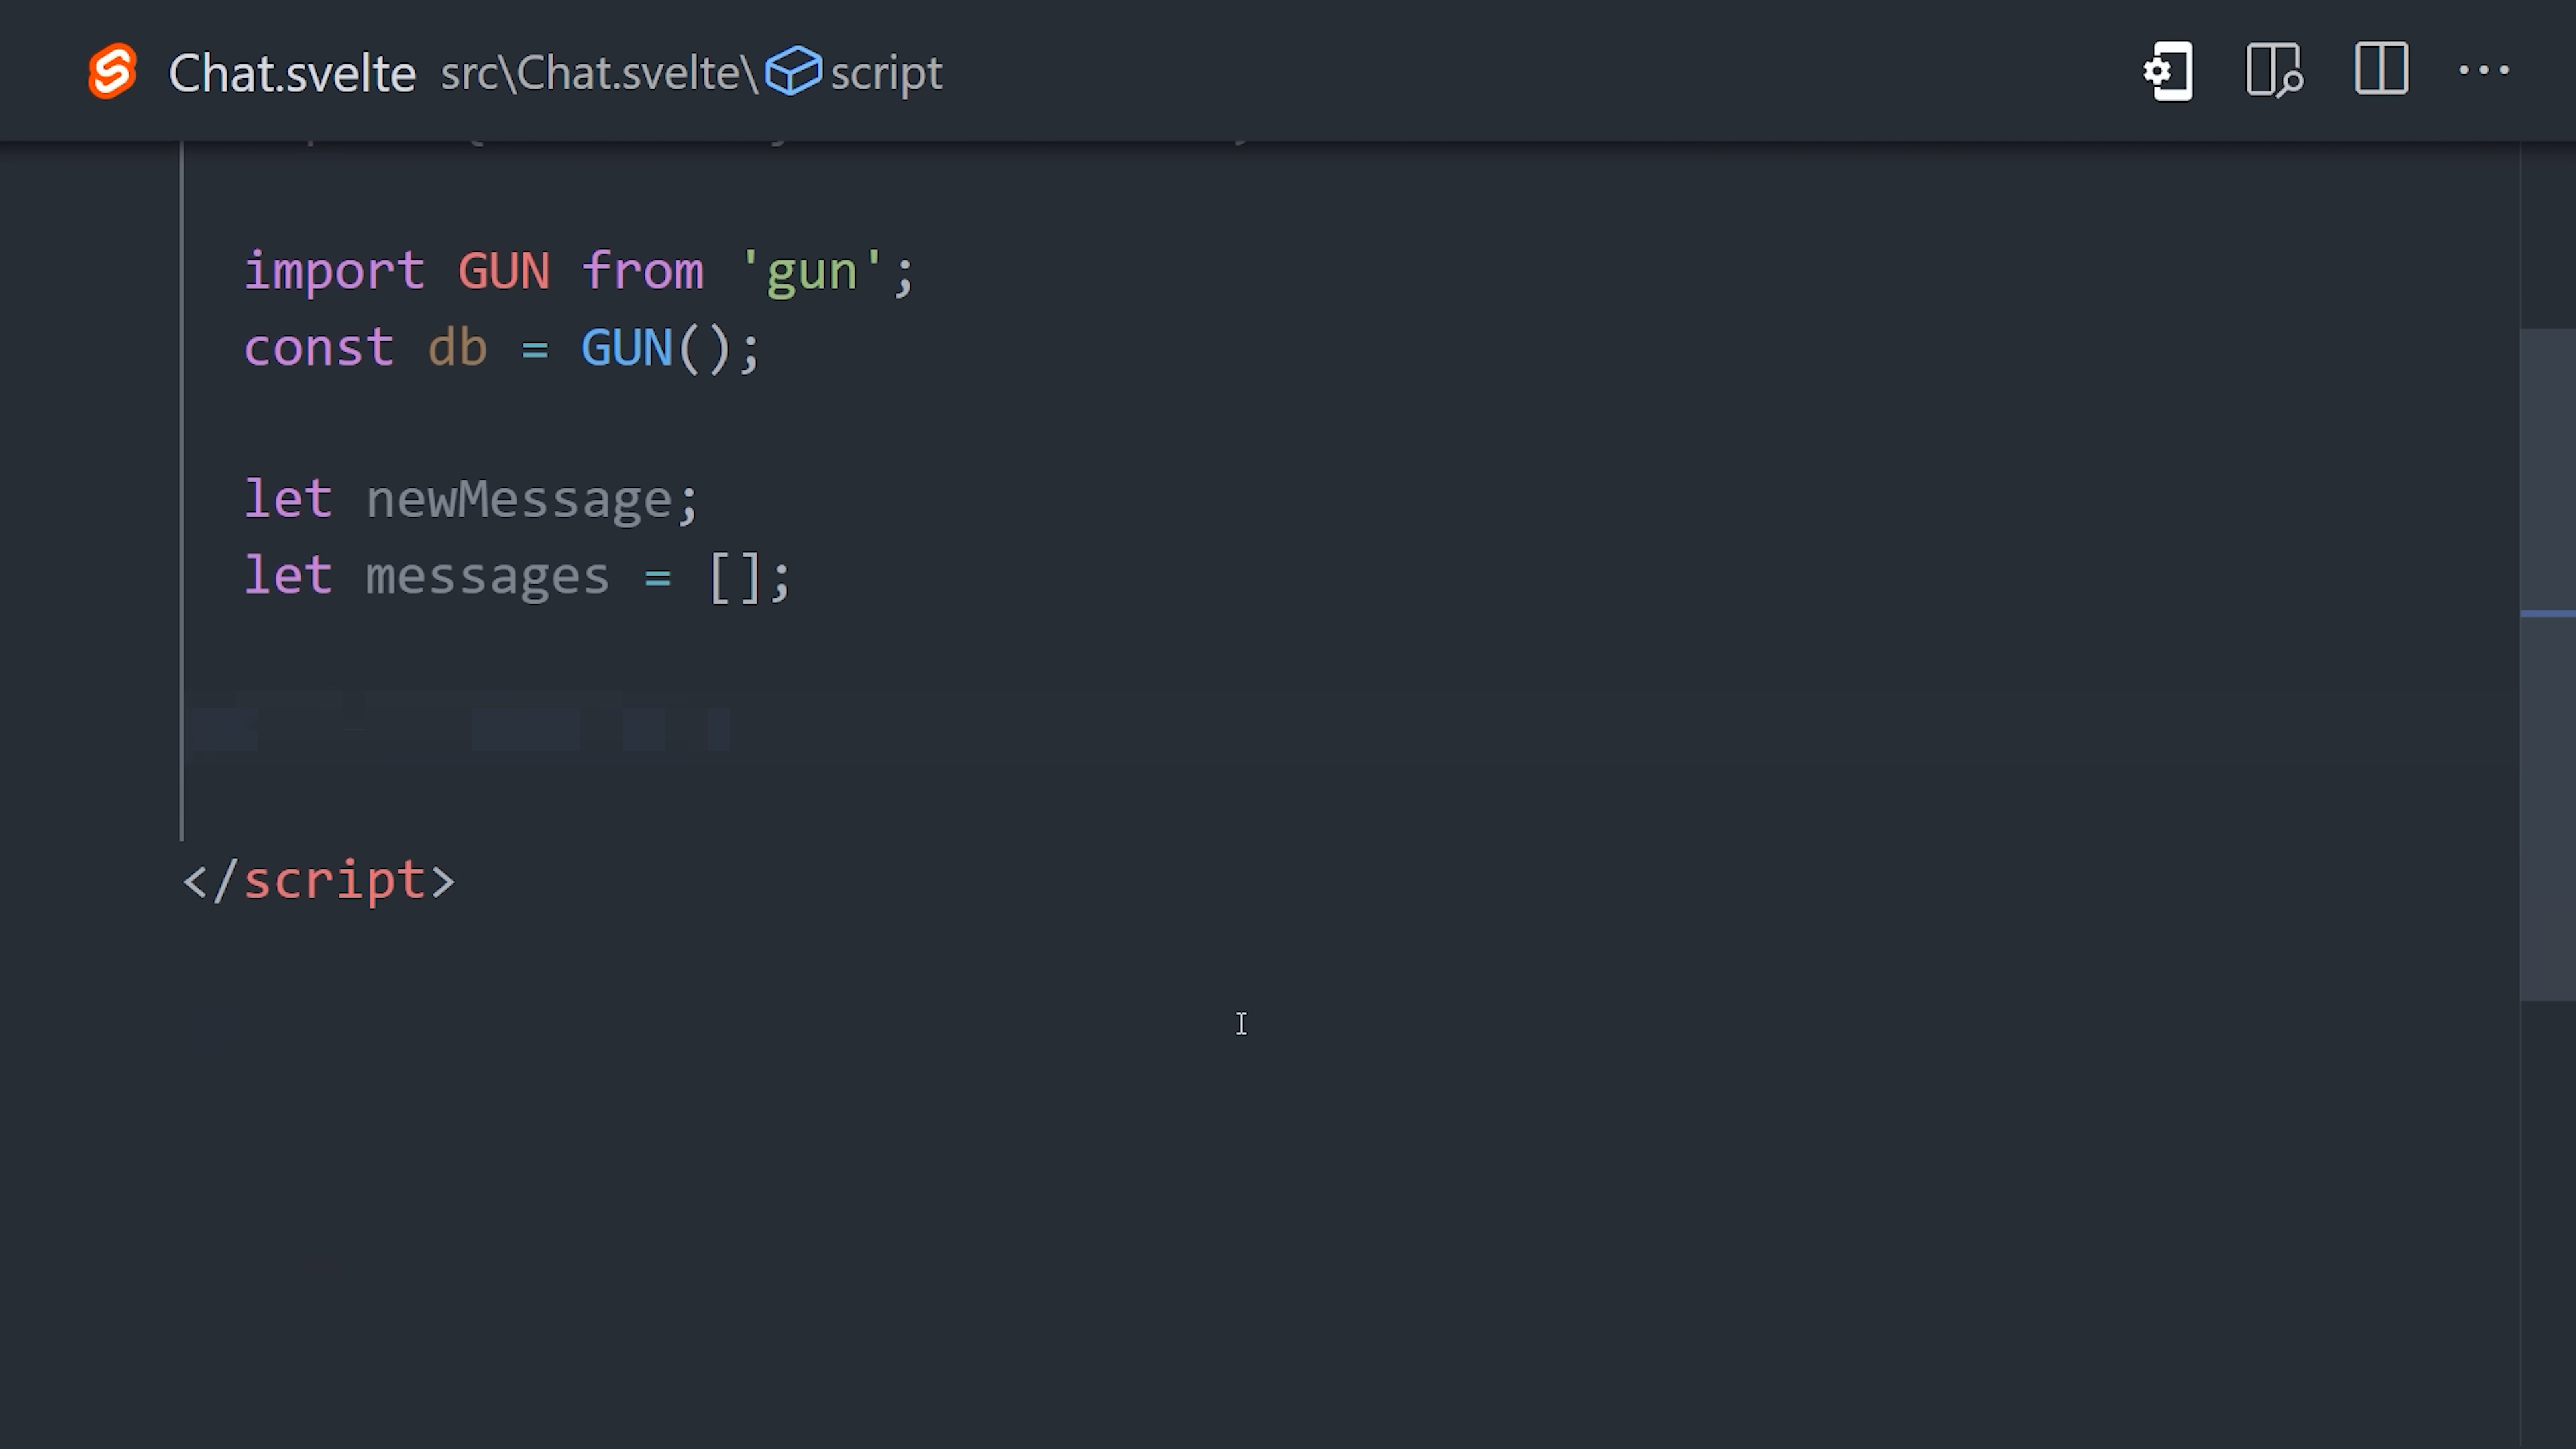 Chat.svelte src\Chat.svelte\ script
import GUN from 'gun';
const db = GUN();
let newMessage;
let messages = [];
</script>